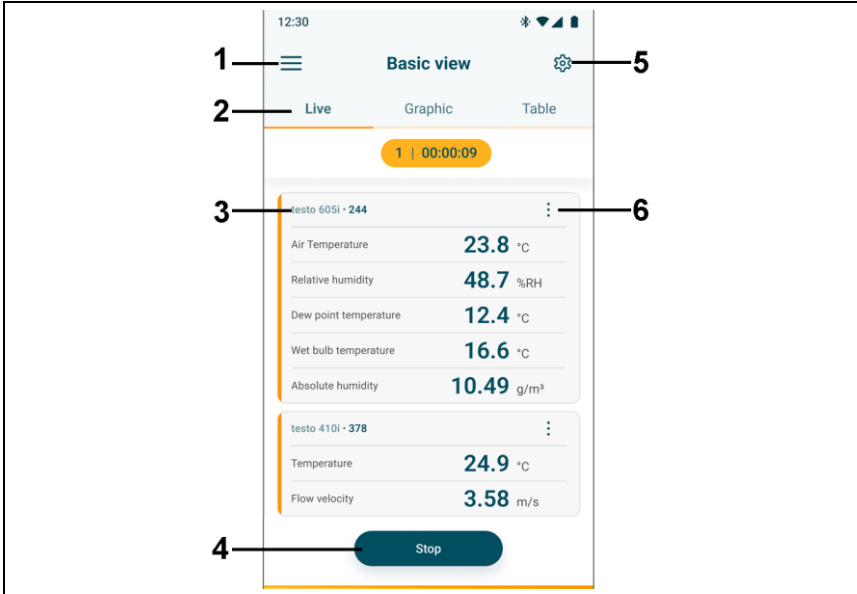 12:30
1 Basic view 5
2 Live Graphic Table
1 | 00:00:09
3 testo 605i • 244 6
Air Temperature 23.8 °C
Relative humidity 48.7 %RH
Dew point temperature 12.4 °C
Wet bulb temperature 16.6 °C
Absolute humidity 10.49 g/m³
testo 410i • 378
Temperature 24.9 °C
Flow velocity 3.58 m/s
4 Stop